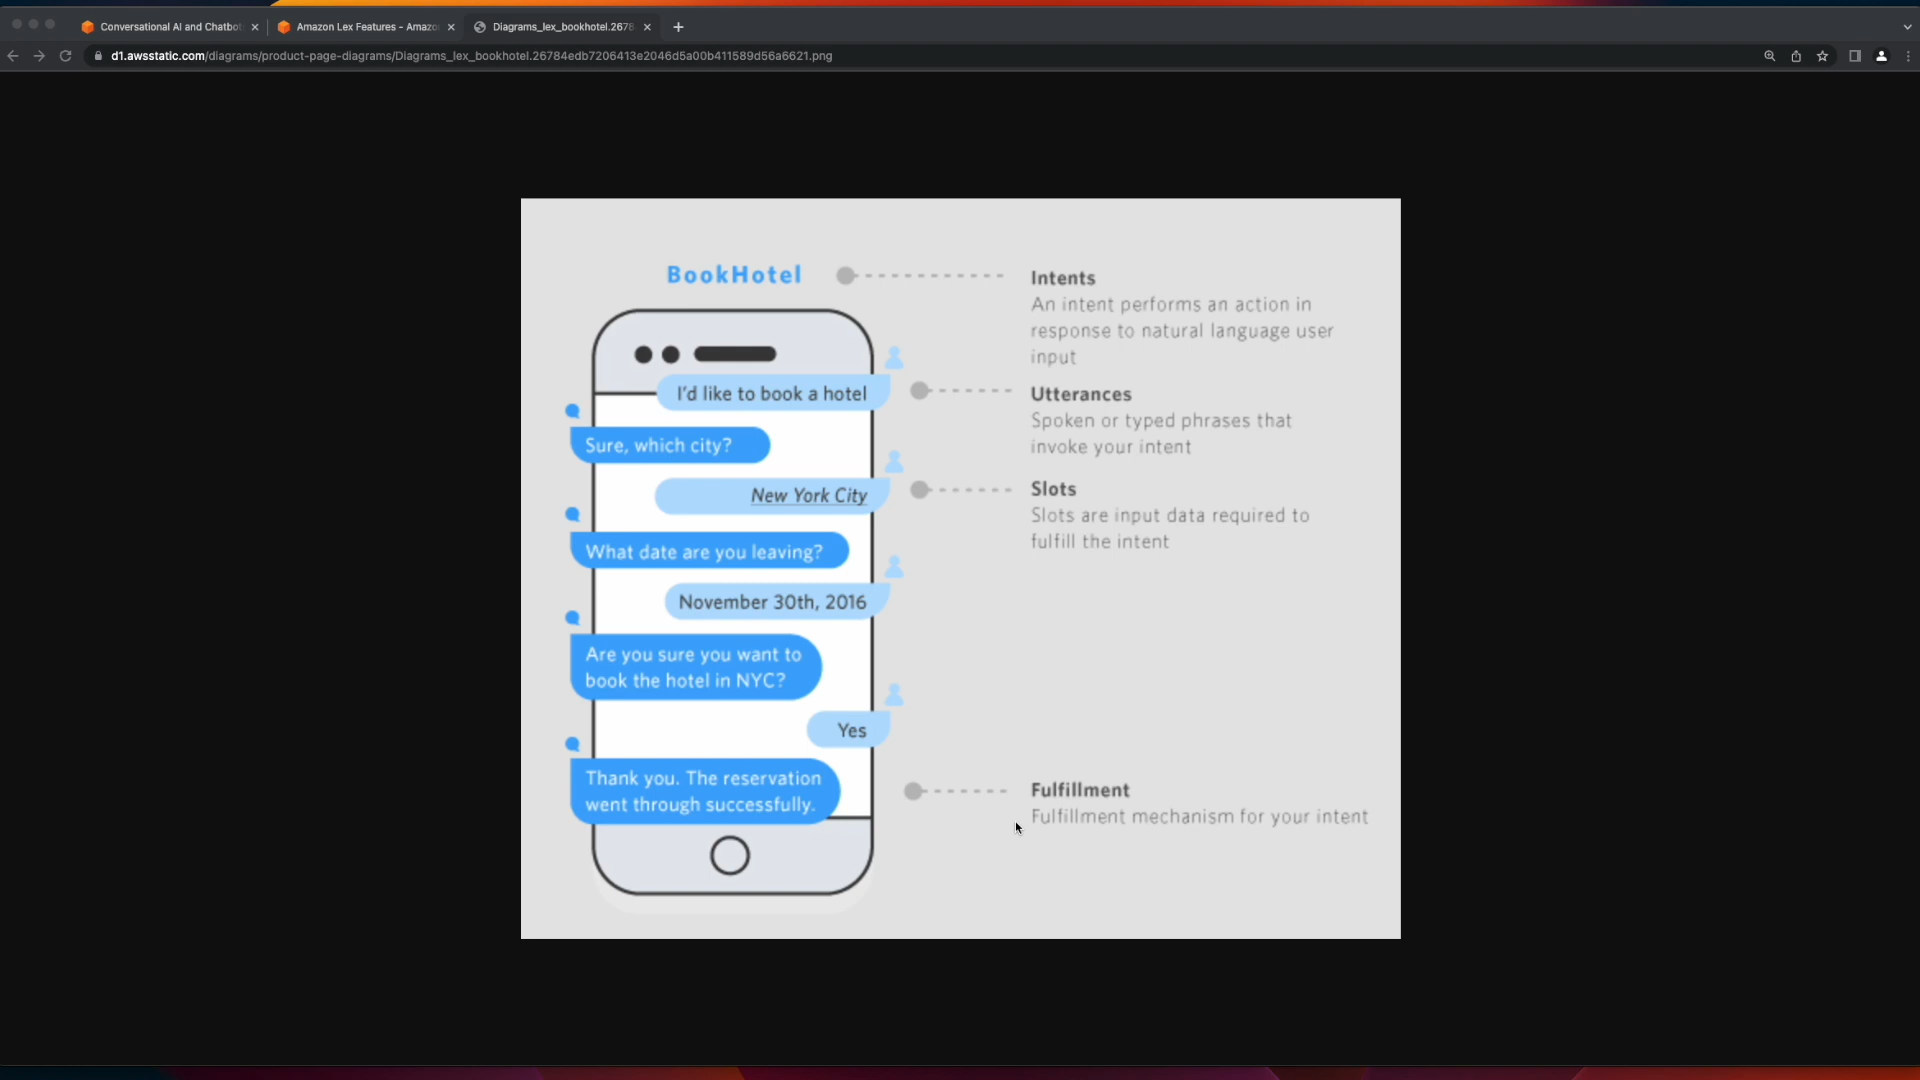 Conversational AI and Chatbot
Amazon Lex Features - Amazo
Diagrams_lex_bookhotel.2678
d1.awsstatic.com/diagrams/product-page-diagrams/Diagrams_lex_bookhotel.26784edb7206413e2046d5a00b411589d56a6621.png
BookHotel
Intents
An intent performs an action in
response to natural language user
input
I'd like to book a hotel
Utterances
Spoken or typed phrases that
invoke your intent
Sure, which city?
New York City
Slots
Slots are input data required to
fulfill the intent
What date are you leaving?
November 30th, 2016
Are you sure you want to
book the hotel in NYC?
Yes
Thank you. The reservation
went through successfully.
Fulfillment
Fulfillment mechanism for your intent